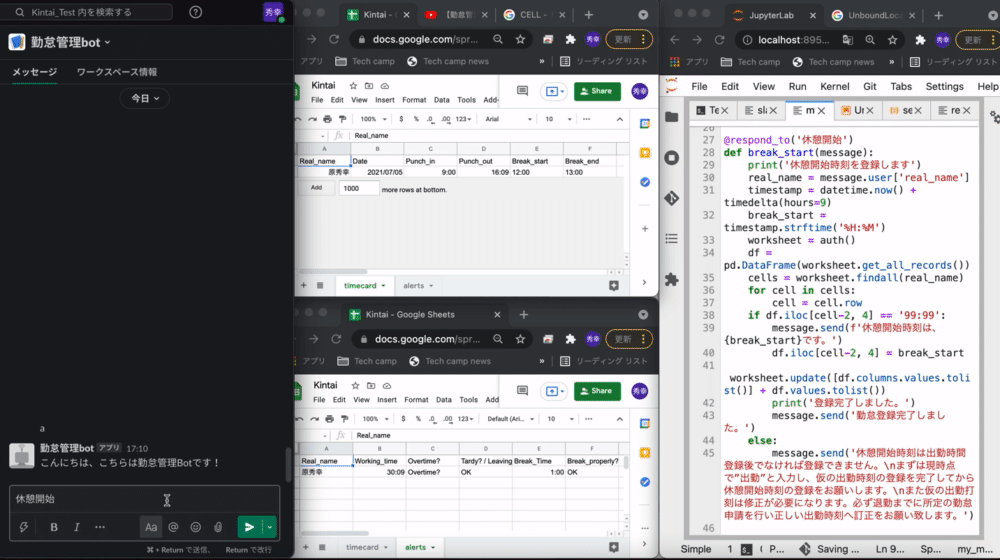 Kintai_Test 内を検索する
秀幸
勤怠管理bot
メッセージ
ワークスペース情報
今日
a
勤怠管理bot アプリ 17:10
こんにちは、こちらは勤怠管理Botです！
休憩開始
B I ... Aa @
⌘ + Return で送信、 Return で改行
Kintai - 【勤怠管 CELL -
docs.google.com/spr... 秀幸 更新
アプリ Tech camp Tech camp news » リーディング リスト
Kintai
File Edit View Insert Format Data Tools Add-
Share 秀幸
100% $ % .0 .00 123 Arial 10 ...
fx Real_name
A B C D E F
Real_name Date Punch_in Punch_out Break_start Break_end
原秀幸 2021/07/05 9:00 16:09 12:00 13:00
Add 1000 more rows at bottom.
timecard alerts
Kintai - Google Sheets
docs.google.com/spr... 秀幸 更新
アプリ Tech camp Tech camp news » リーディング リスト
Kintai
File Edit View Insert Format Data Tools Add-
Share 秀幸
100% $ % .0 .00 123 Default (Ari... 10 ...
fx Real_name
A B C D E F
Real_name Working_time Overtime? Tardy? / Leaving Break_Time Break_properly?
原秀幸 30:09 Overtime? OK 1:00 OK
timecard alerts
JupyterLab UnboundLoc
localhost:895... 秀幸 更新
アプリ Tech camp Tech camp news » リーディング リスト
File Edit View Run Kernel Git Tabs Settings Help
Te sla m Ur se re
26
27 @respond_to('休憩開始')
28 def break_start(message):
29 print('休憩開始時刻を登録します')
30 real_name = message.user['real_name']
31 timestamp = datetime.now() +
timedelta(hours=9)
32 break_start =
timestamp.strftime('%H:%M')
33 worksheet = auth()
34 df =
pd.DataFrame(worksheet.get_all_records())
35 cells = worksheet.findall(real_name)
36 for cell in cells:
37 cell = cell.row
38 if df.iloc[cell-2, 4] == '99:99':
39 message.send(f'休憩開始時刻は、
{break_start}です。')
40 df.iloc[cell-2, 4] = break_start
41
worksheet.update([df.columns.values.toli
st()] + df.values.tolist())
42 print('登録完了しました。')
43 message.send('勤怠登録完了しまし
た。')
44 else:
45 message.send('休憩開始時刻は出勤時間
登録後でなければ登録できません。\nまずは現時点
で”出勤”と入力し、仮の出勤時刻の登録を完了してから
休憩開始時刻の登録をお願いします。\nまた仮の出勤打
刻は修正が必要になります。必ず退勤までに所定の勤怠
申請を行い正しい出勤時刻へ訂正をお願い致します。')
46
Simple 1 ( P... Saving ... Ln 9... Sp... my_m...